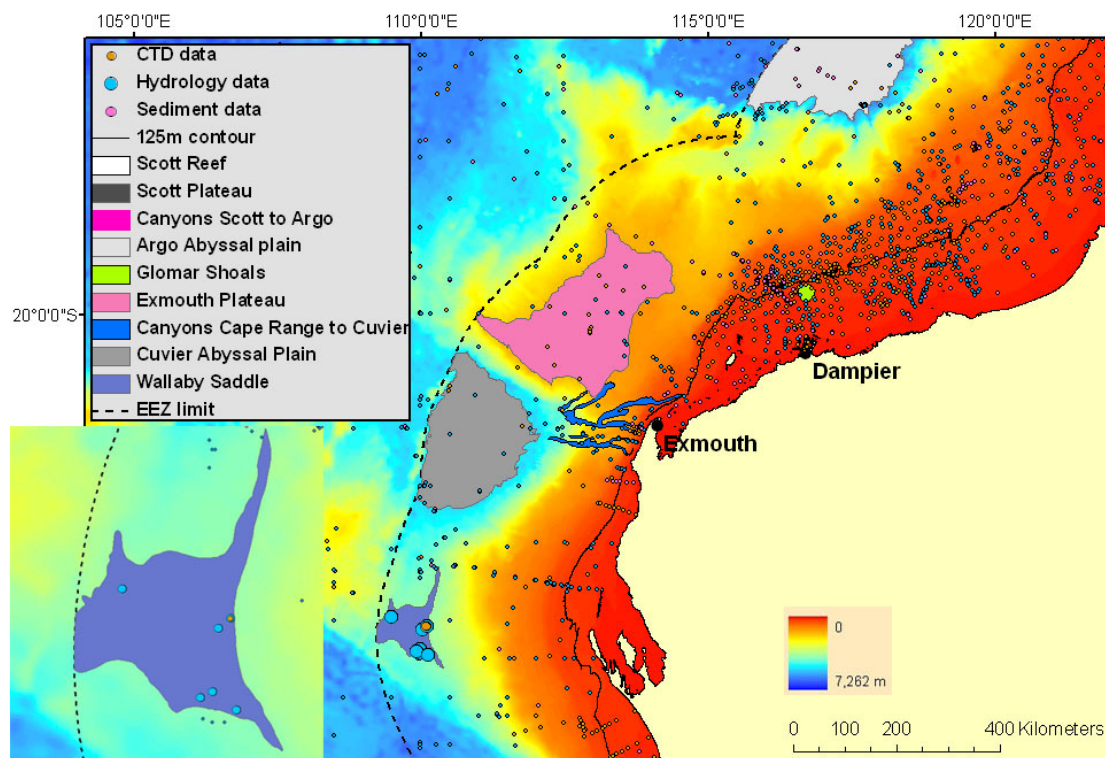 105°0'0"E 110°0'0"E 115°0'0"E 120°0'0"E
CTD data
Hydrology data
Sediment data
125m contour
Scott Reef
Scott Plateau
Canyons Scott to Argo
Argo Abyssal plain
Glomar Shoals
Exmouth Plateau
Canyons Cape Range to Cuvier
Cuvier Abyssal Plain
Wallaby Saddle
EEZ limit
20°0'0"S
Dampier
Exmouth
0
7,262 m
0 100 200 400 Kilometers